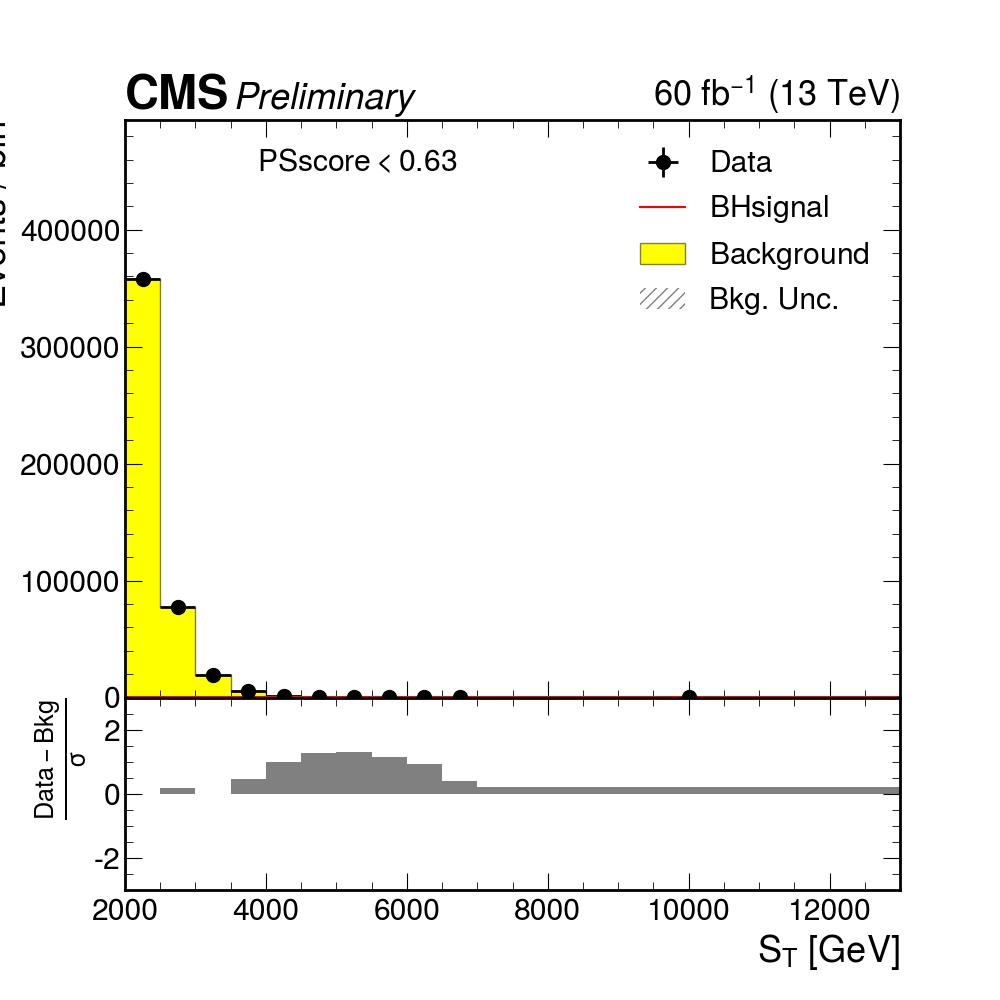 CMS Preliminary 60 fb⁻¹ (13 TeV)
PSscore < 0.63
Data
BHsignal
Background
Bkg. Unc.
400000
300000
200000
100000
0
Data – Bkg
σ
2
0
-2
2000 4000 6000 8000 10000 12000
S_T [GeV]